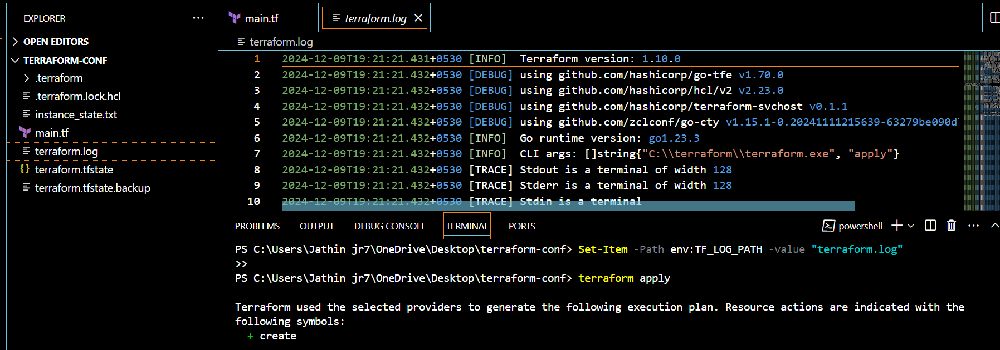 EXPLORER
OPEN EDITORS
TERRAFORM-CONF
.terraform
.terraform.lock.hcl
instance_state.txt
main.tf
terraform.log
terraform.tfstate
terraform.tfstate.backup
main.tf
terraform.log
terraform.log
1 2024-12-09T19:21:21.431+0530 [INFO]  Terraform version: 1.10.0
2 2024-12-09T19:21:21.432+0530 [DEBUG] using github.com/hashicorp/go-tfe v1.70.0
3 2024-12-09T19:21:21.432+0530 [DEBUG] using github.com/hashicorp/hcl/v2 v2.23.0
4 2024-12-09T19:21:21.432+0530 [DEBUG] using github.com/hashicorp/terraform-svchost v0.1.1
5 2024-12-09T19:21:21.432+0530 [DEBUG] using github.com/zclconf/go-cty v1.15.1-0.20241111215639-63279be090d
6 2024-12-09T19:21:21.432+0530 [INFO]  Go runtime version: go1.23.3
7 2024-12-09T19:21:21.432+0530 [INFO]  CLI args: []string{"C:\\terraform\\terraform.exe", "apply"}
8 2024-12-09T19:21:21.432+0530 [TRACE] Stdout is a terminal of width 128
9 2024-12-09T19:21:21.432+0530 [TRACE] Stderr is a terminal of width 128
10 2024-12-09T19:21:21.432+0530 [TRACE] Stdin is a terminal
PROBLEMS OUTPUT DEBUG CONSOLE TERMINAL PORTS powershell
PS C:\Users\Jathin jr7\OneDrive\Desktop\terraform-conf> Set-Item -Path env:TF_LOG_PATH -value "terraform.log"
>>
PS C:\Users\Jathin jr7\OneDrive\Desktop\terraform-conf> terraform apply
Terraform used the selected providers to generate the following execution plan. Resource actions are indicated with the
following symbols:
+ create